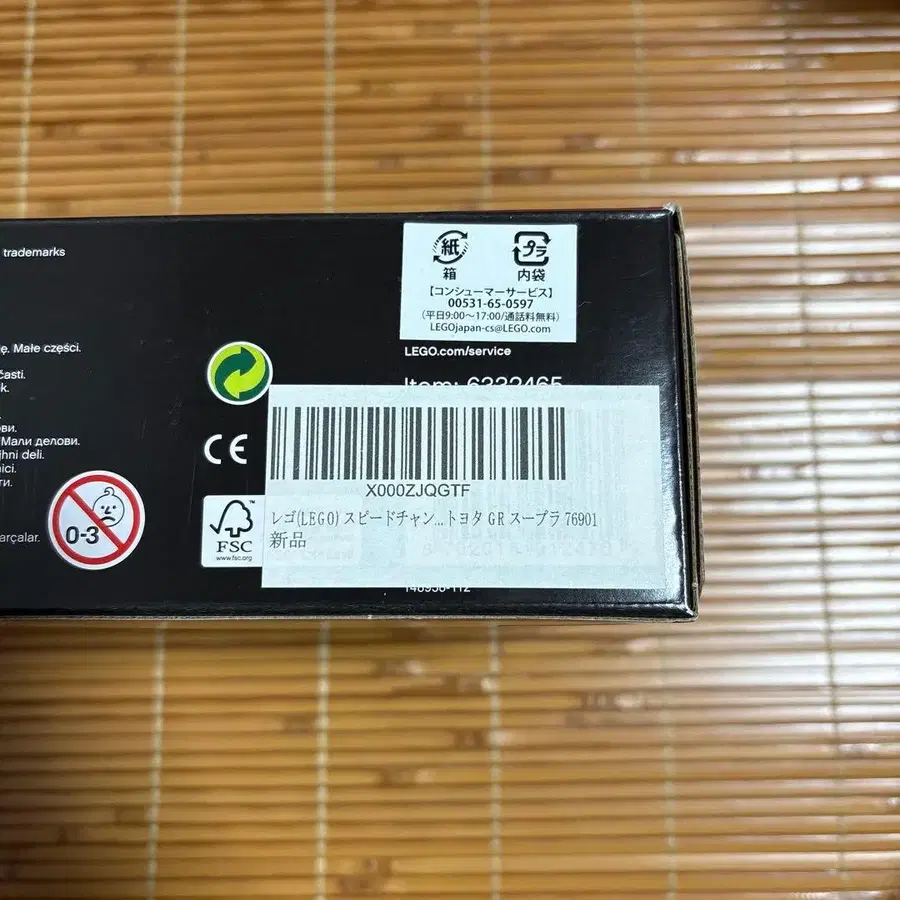 trademarks
Małe części.
časti.
Мали делови.
jhni deli.
arçalar.
0-3
紙
箱
プラ
内袋
【コンシューマーサービス】
00531-65-0597
(平日9:00〜17:00/通話料無料)
LEGOjapan-cs@LEGO.com
LEGO.com/service
Item: 6332465
CE
FSC
www.fsc.org
X000ZJQGTF
レゴ(LEGO) スピードチャン...トヨタ GR スープラ 76901
新品